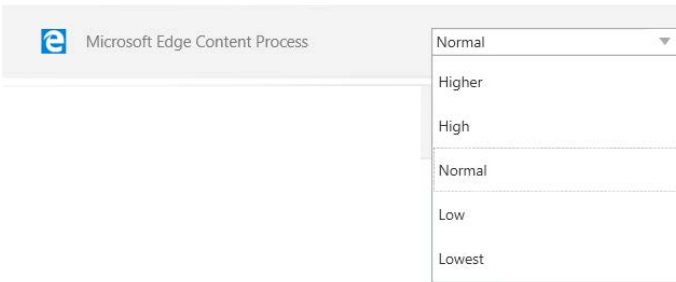 Microsoft Edge Content Process
Normal
Higher
High
Normal
Low
Lowest